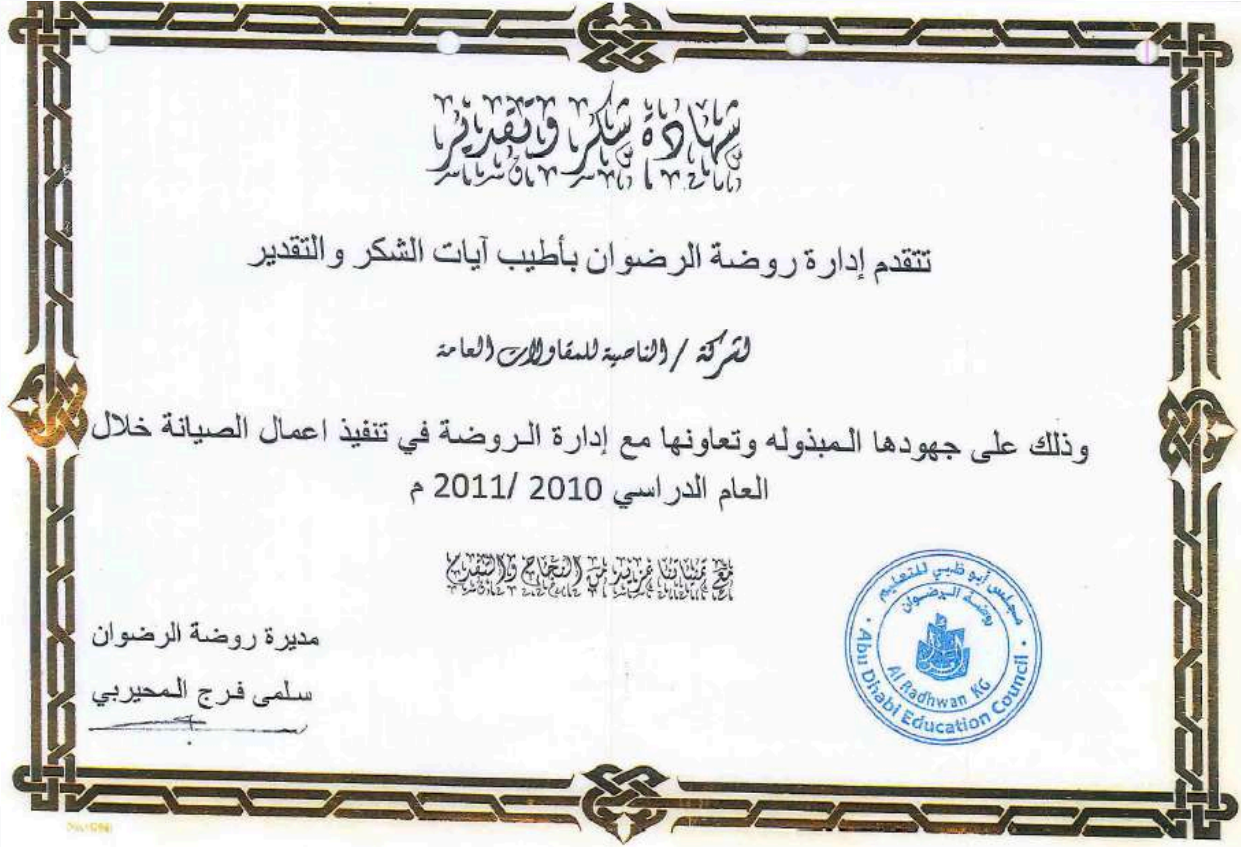 شهادة شكر وتقدير
تتقدم إدارة روضة الرضوان بأطيب آيات الشكر والتقدير
لشركة / الناصية للمقاولات العامة
وذلك على جهودها المبذوله وتعاونها مع إدارة الروضة في تنفيذ اعمال الصيانة خلال
العام الدراسي 2010 /2011 م
مع تمنياتنا بمزيد من النجاح والتقدم
مديرة روضة الرضوان
سلمى فرج المحيربي
مجلس أبوظبي للتعليم
روضة الرضوان
Al Radhwan KG
Abu Dhabi Education Council